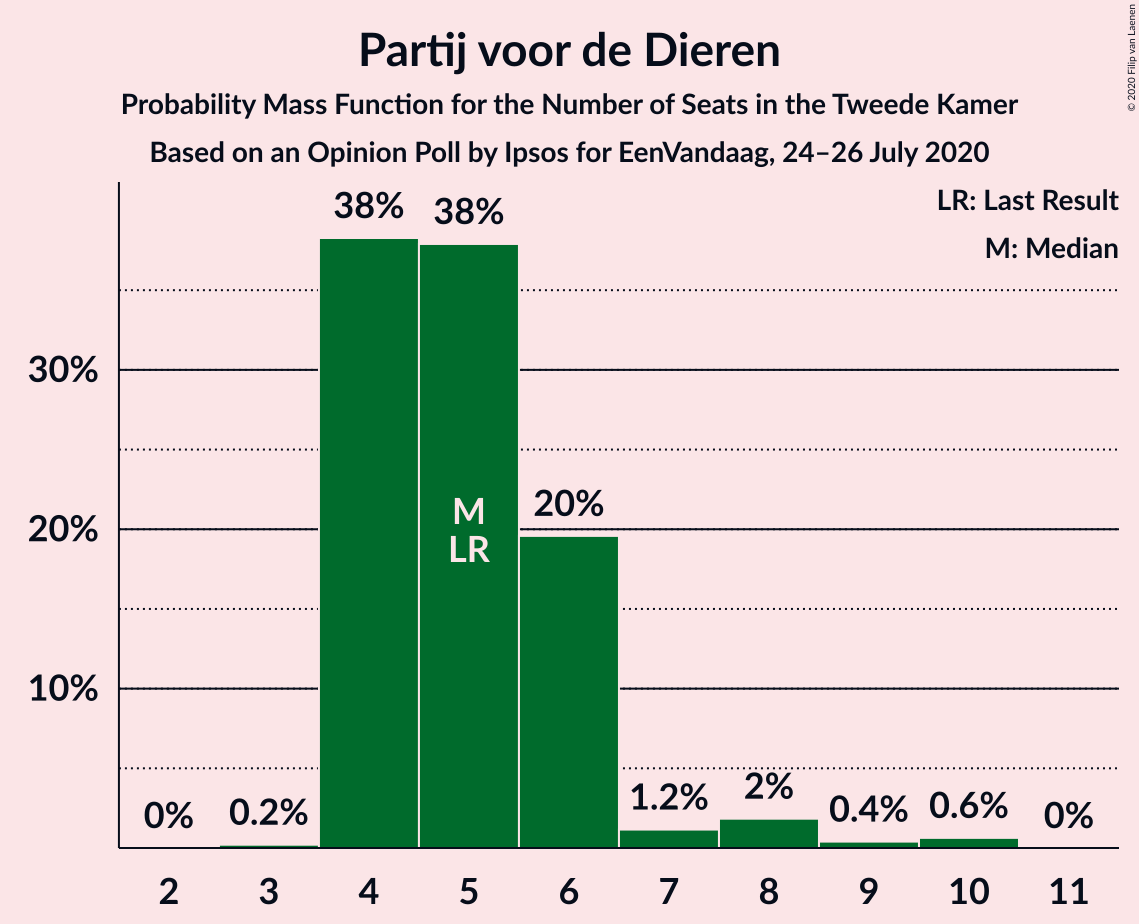 Partij voor de Dieren
Probability Mass Function for the Number of Seats in the Tweede Kamer
Based on an Opinion Poll by Ipsos for EenVandaag, 24–26 July 2020
© 2020 Filip van Laenen
LR: Last Result
M: Median
38%
38%
30%
M
LR
20%
20%
10%
0%
0.2%
1.2%
2%
0.4%
0.6%
0%
2 3 4 5 6 7 8 9 10 11